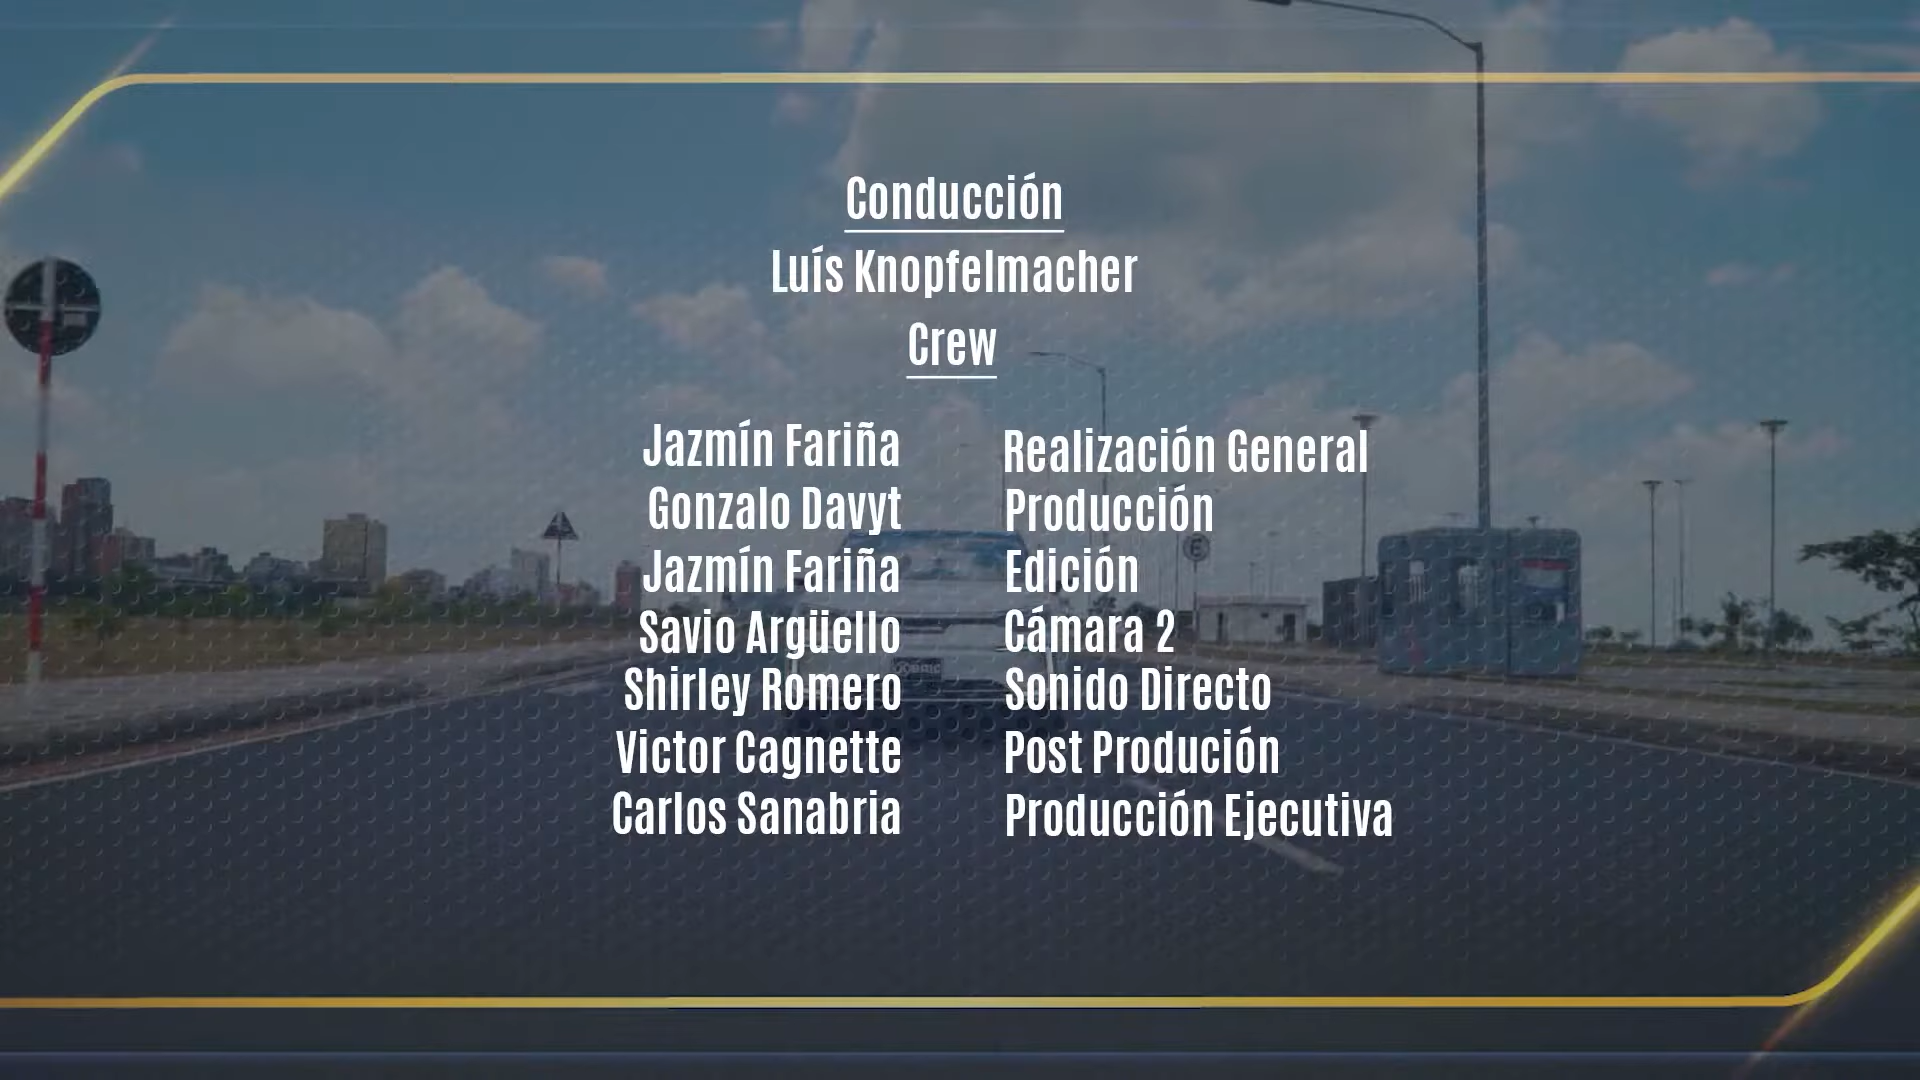 Conducción
Luís Knopfelmacher
Crew
Jazmín Fariña Realización General
Gonzalo Davyt Producción
Jazmín Fariña Edición
Savio Argüello Cámara 2
Shirley Romero Sonido Directo
Victor Cagnette Post Produción
Carlos Sanabria Producción Ejecutiva
E